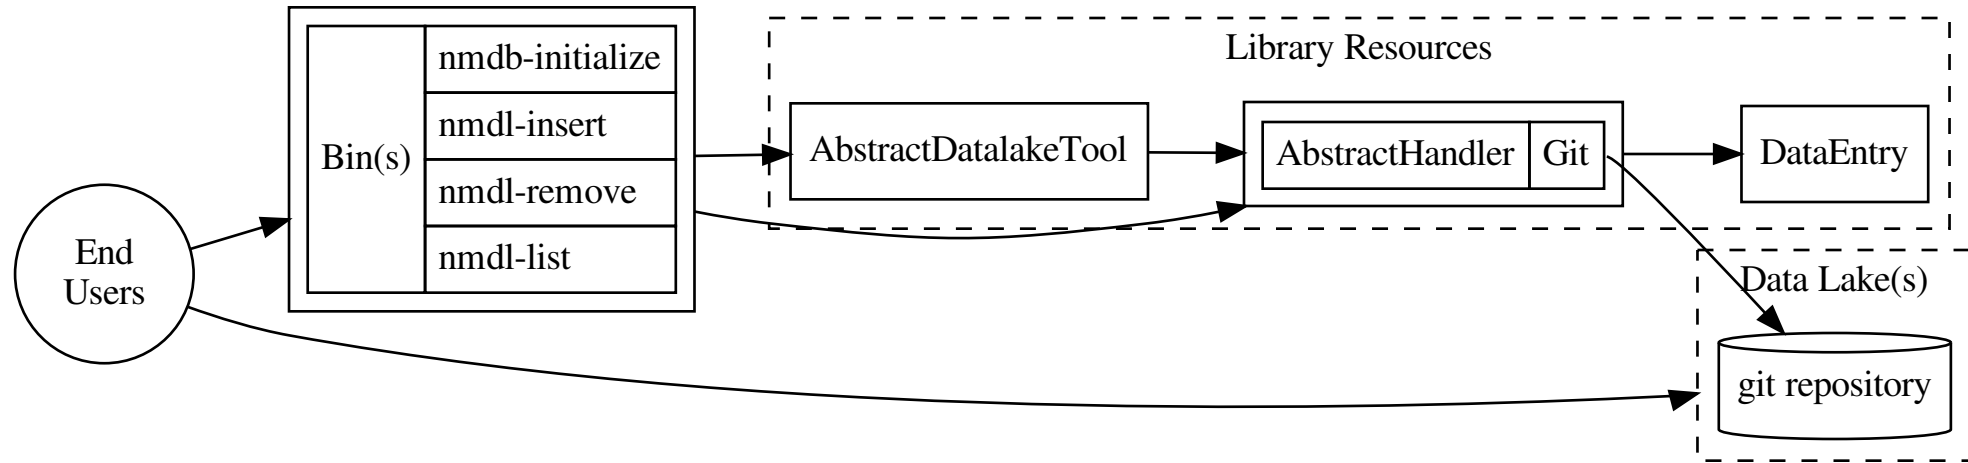 End
Users
Bin(s)
nmdb-initialize
nmdl-insert
nmdl-remove
nmdl-list
Library Resources
AbstractDatalakeTool
AbstractHandler
Git
DataEntry
Data Lake(s)
git repository